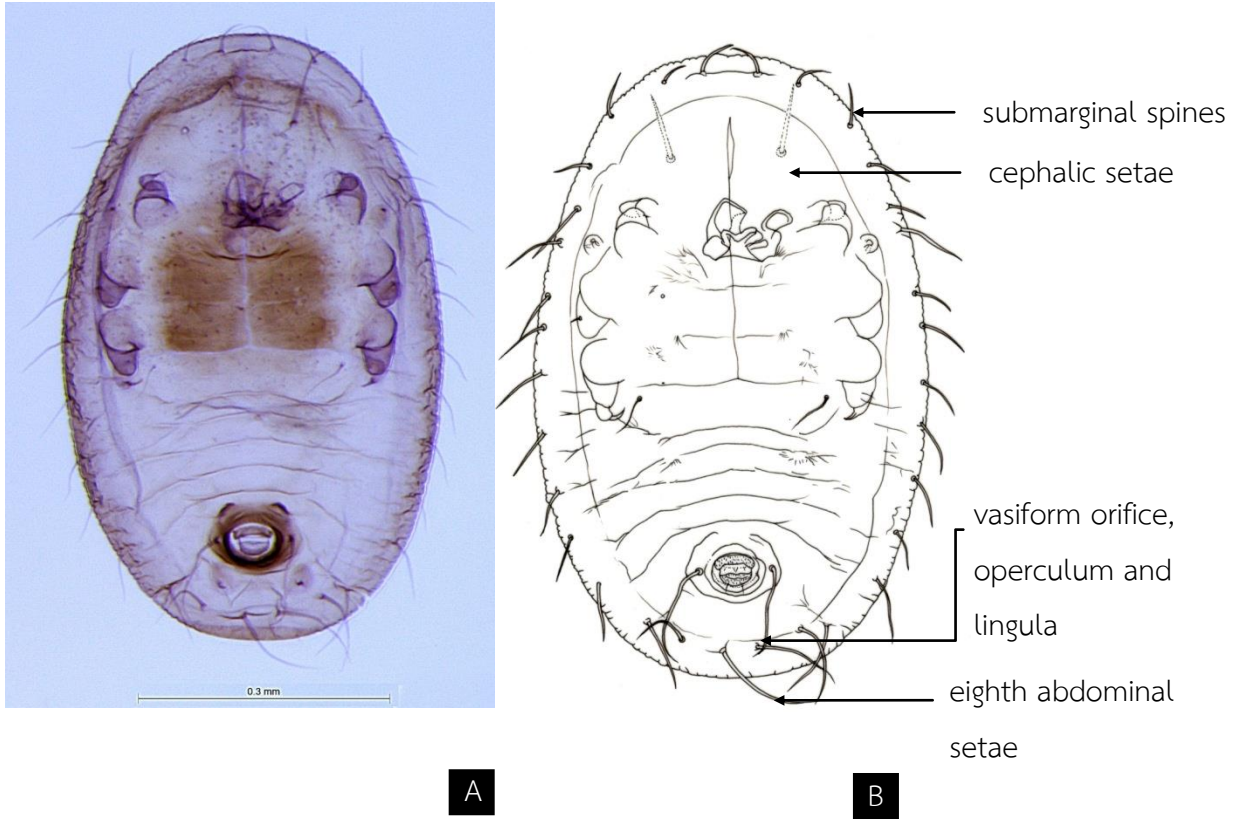 submarginal spines
cephalic setae
vasiform orifice,
operculum and
lingula
eighth abdominal
setae
0.3 mm
A
B